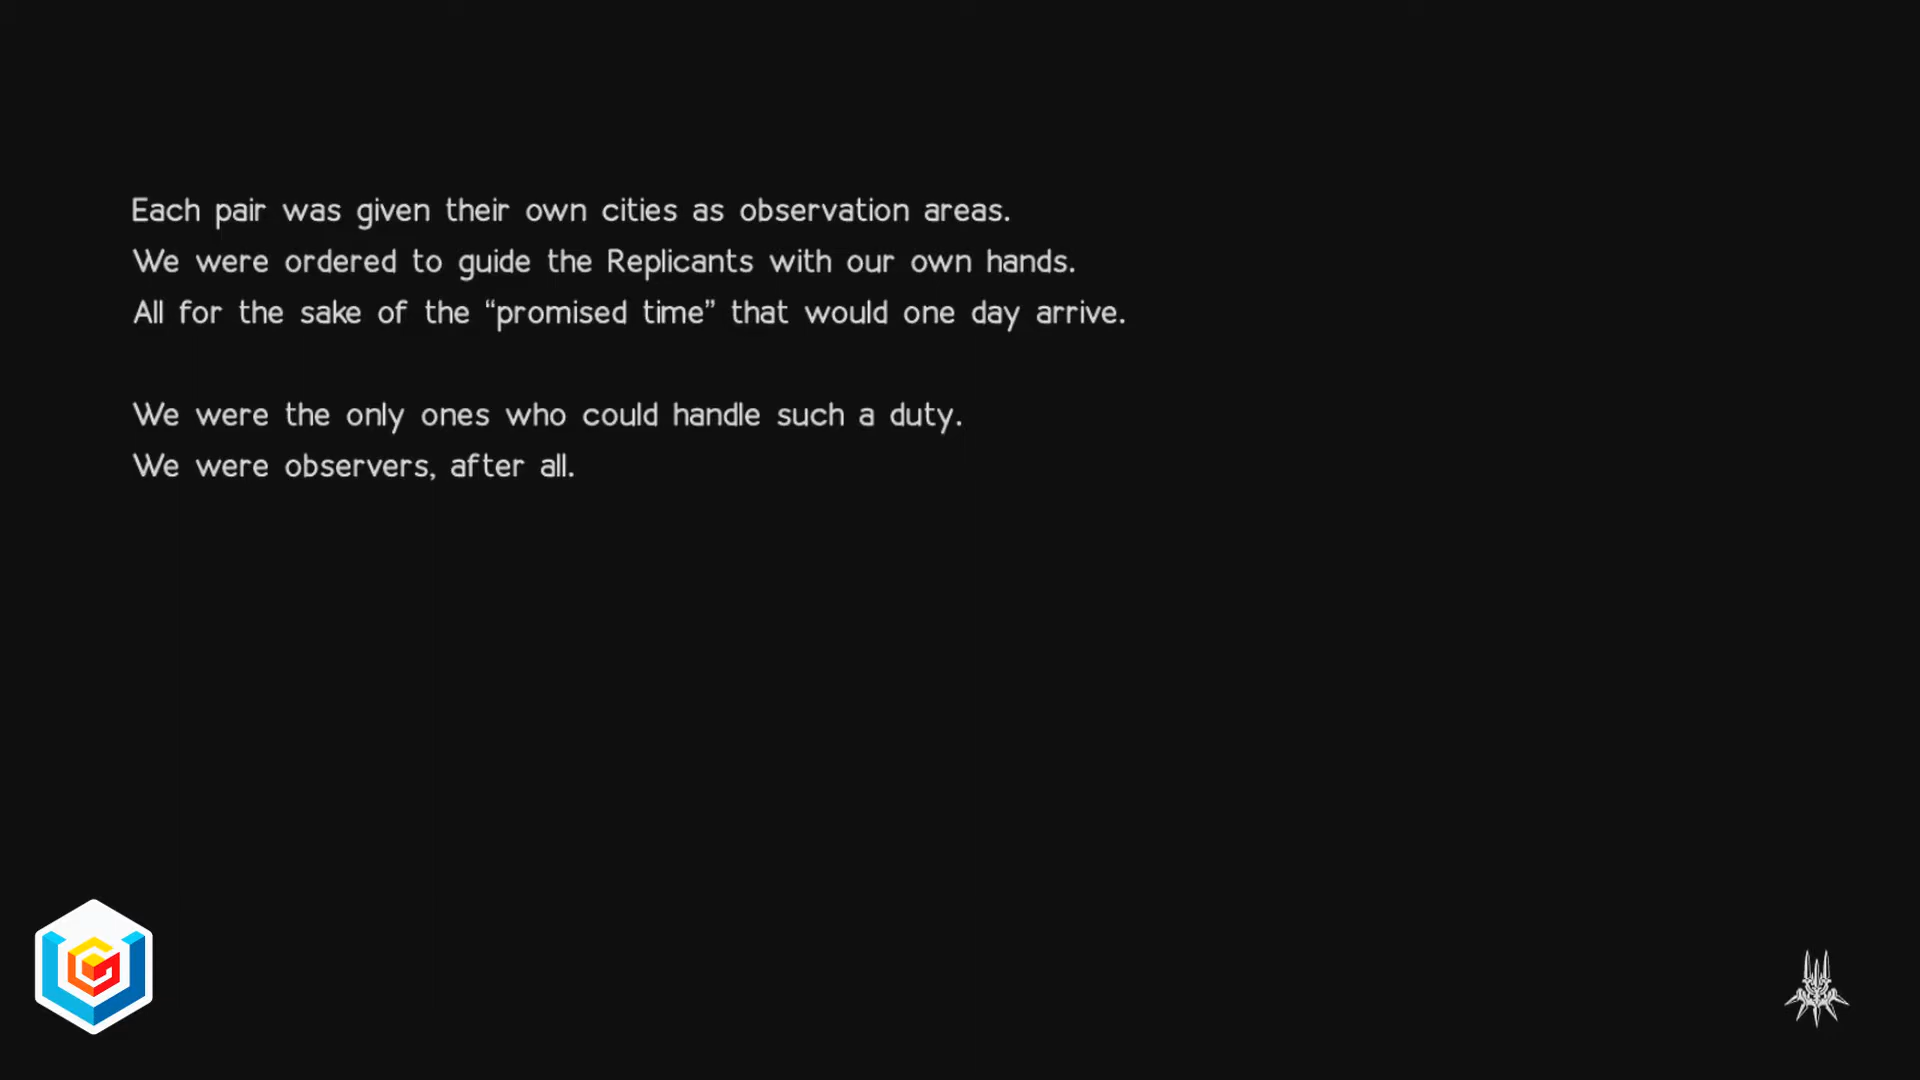 Each pair was given their own cities as observation areas.
We were ordered to guide the Replicants with our own hands.
All for the sake of the “promised time” that would one day arrive.
We were the only ones who could handle such a duty.
We were observers, after all.